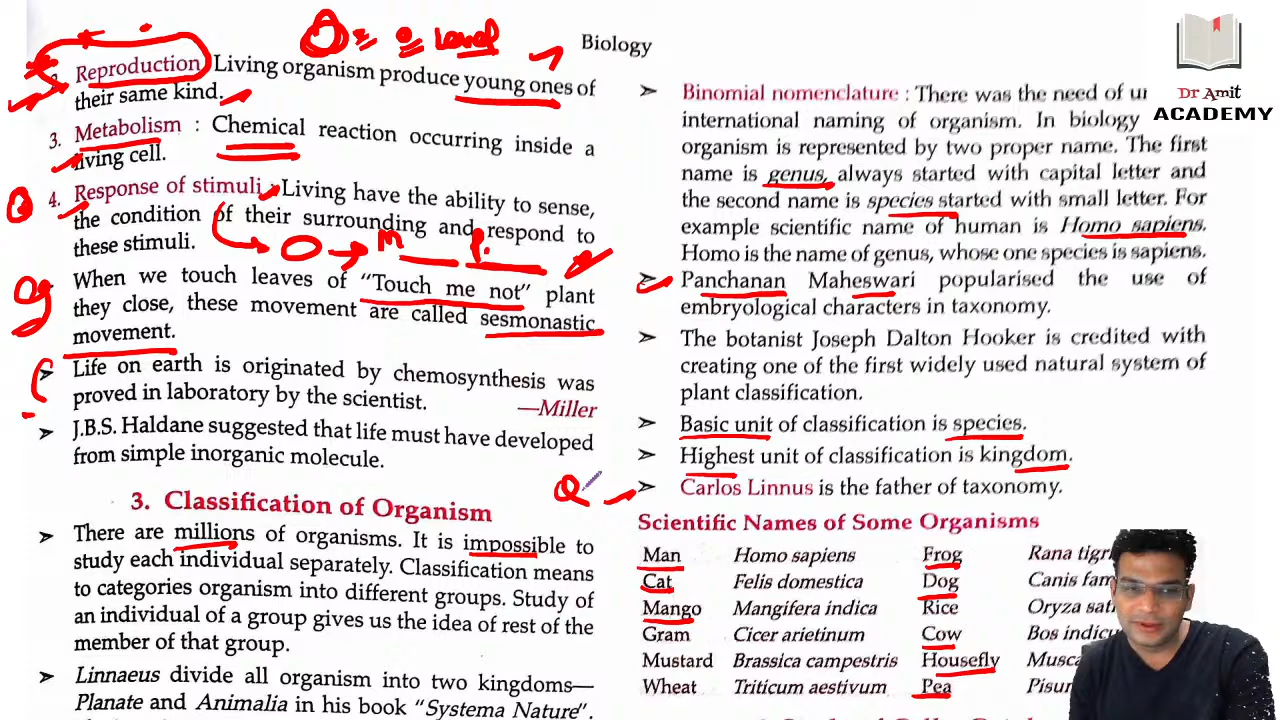 Biology
2. Reproduction Living organism produce young ones of
their same kind.
3. Metabolism : Chemical reaction occurring inside a
living cell.
4. Response of stimuli : Living have the ability to sense,
the condition of their surrounding and respond to
these stimuli.
When we touch leaves of "Touch me not" plant
they close, these movement are called sesmonastic
movement.
➤ Life on earth is originated by chemosynthesis was
proved in laboratory by the scientist. —Miller
➤ J.B.S. Haldane suggested that life must have developed
from simple inorganic molecule.
3. Classification of Organism
➤ There are millions of organisms. It is impossible to
study each individual separately. Classification means
to categories organism into different groups. Study of
an individual of a group gives us the idea of rest of the
member of that group.
➤ Linnaeus divide all organism into two kingdoms—
Planate and Animalia in his book "Systema Nature".
➤ Binomial nomenclature : There was the need of
international naming of organism. In biology
organism is represented by two proper name. The first
name is genus, always started with capital letter and
the second name is species started with small letter. For
example scientific name of human is Homo sapiens.
Homo is the name of genus, whose one species is sapiens.
➤ Panchanan Maheswari popularised the use of
embryological characters in taxonomy.
➤ The botanist Joseph Dalton Hooker is credited with
creating one of the first widely used natural system of
plant classification.
➤ Basic unit of classification is species.
➤ Highest unit of classification is kingdom.
➤ Carlos Linnus is the father of taxonomy.
Scientific Names of Some Organisms
Man Homo sapiens Frog Rana
Cat Felis domestica Dog Canis
Mango Mangifera indica Rice Oryza
Gram Cicer arietinum Cow Bos
Mustard Brassica campestris Housefly
Wheat Triticum aestivum Pea
Dr Amit
ACADEMY
level
Q